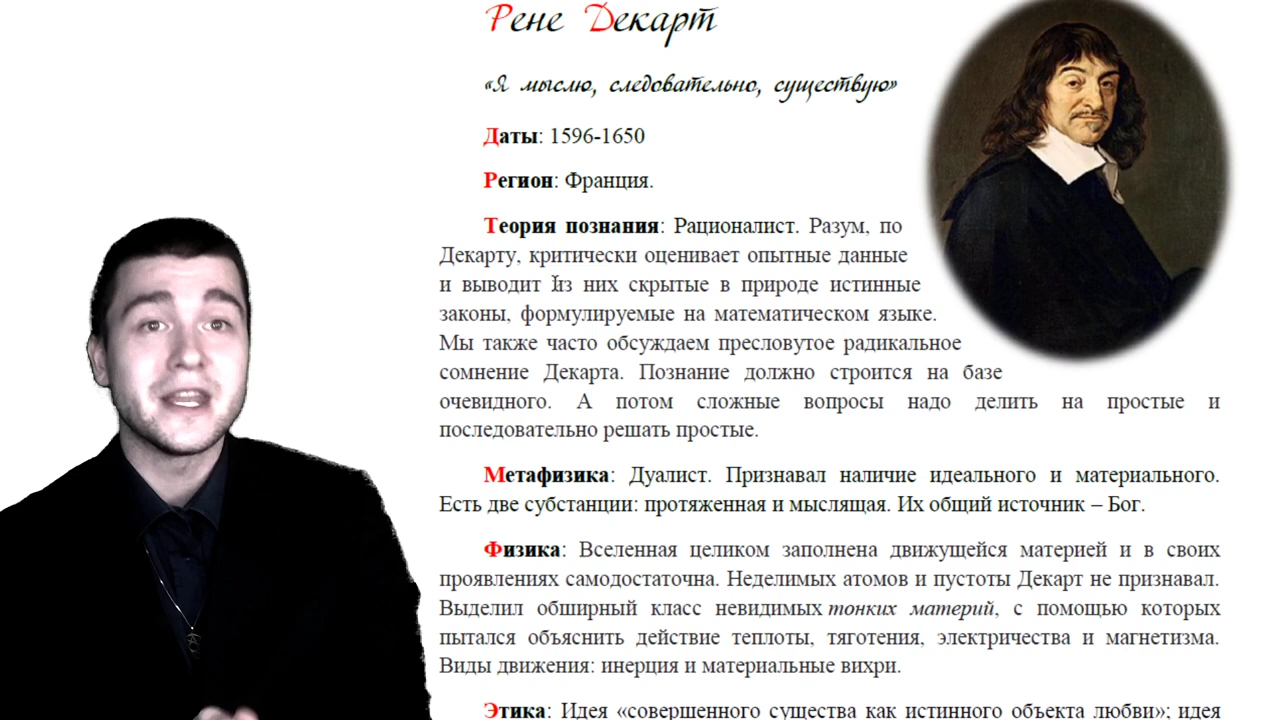 Рене Декарт
«Я мыслю, следовательно, существую»
Даты: 1596-1650
Регион: Франция.
Теория познания: Рационалист. Разум, по
Декарту, критически оценивает опытные данные
и выводит из них скрытые в природе истинные
законы, формулируемые на математическом языке.
Мы также часто обсуждаем пресловутое радикальное
сомнение Декарта. Познание должно строится на базе
очевидного. А потом сложные вопросы надо делить на простые и
последовательно решать простые.
Метафизика: Дуалист. Признавал наличие идеального и материального.
Есть две субстанции: протяженная и мыслящая. Их общий источник – Бог.
Физика: Вселенная целиком заполнена движущейся материей и в своих
проявлениях самодостаточна. Неделимых атомов и пустоты Декарт не признавал.
Выделил обширный класс невидимых тонких материй, с помощью которых
пытался объяснить действие теплоты, тяготения, электричества и магнетизма.
Виды движения: инерция и материальные вихри.
Этика: Идея «совершенного существа как истинного объекта любви»; идея